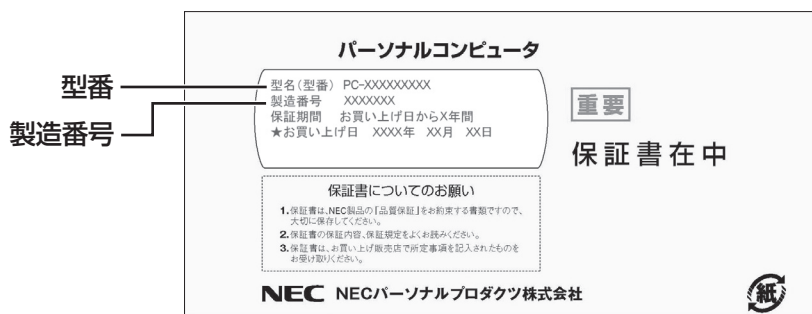 パーソナルコンピュータ
型番
製造番号
型名(型番) PC-XXXXXXXXX
製造番号 XXXXXXX
保証期間 お買い上げ日からX年間
★お買い上げ日 XXXX年 XX月 XX日
重要
保証書在中
保証書についてのお願い
1.保証書は、NEC製品の「品質保証」をお約束する書類ですので、
大切に保存してください。
2.保証書の保証内容、保証規定をよくお読みください。
3.保証書は、お買い上げ販売店で所定事項を記入されたものを
お受け取りください。
NEC NECパーソナルプロダクツ株式会社
紙